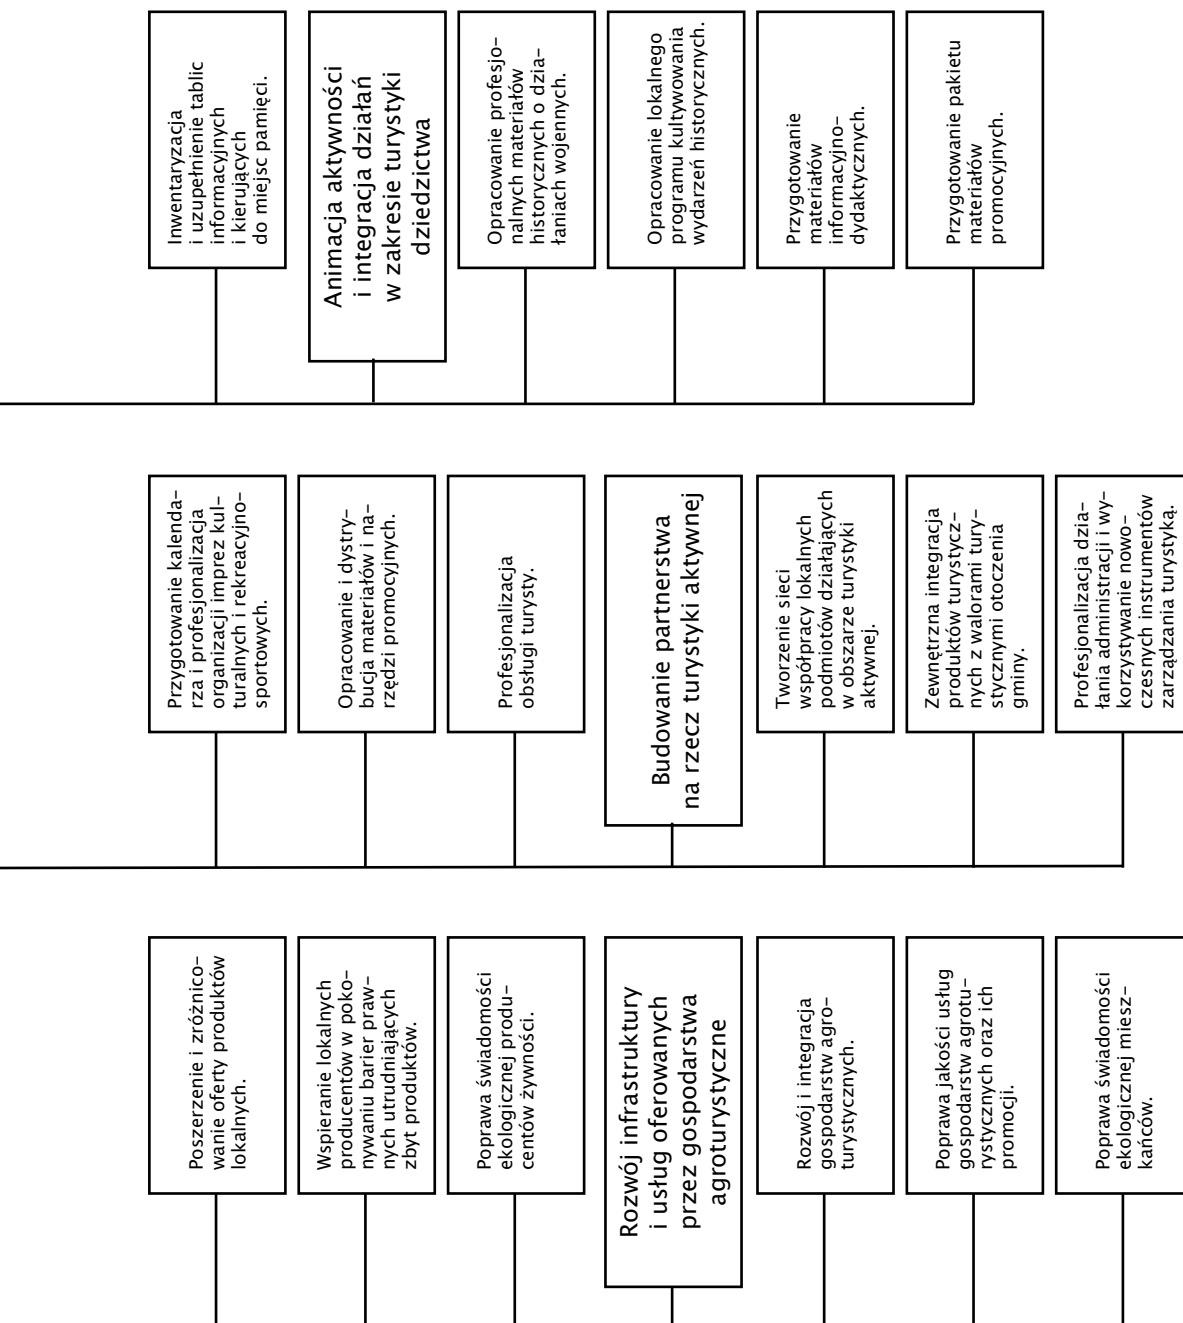 Poszerzenie i zróżnico-
wanie oferty produktów
lokalnych.
Wspieranie lokalnych
producentów w poko-
nywaniu barier praw-
nych utrudniających
zbyt produktów.
Poprawa świadomości
ekologicznej produ-
centów żywności.
Rozwój infrastruktury
i usług oferowanych
przez gospodarstwa
agroturystyczne
Rozwój i integracja
gospodarstw agro-
turystycznych.
Poprawa jakości usług
gospodarstw agrotu-
rystycznych oraz ich
promocji.
Poprawa świadomości
ekologicznej miesz-
kańców.
Przygotowanie kalenda-
rza i profesjonalizacja
organizacji imprez kul-
turalnych i rekreacyjno-
sportowych.
Opracowanie i dystry-
bucja materiałów i na-
rzędzi promocyjnych.
Profesjonalizacja
obsługi turysty.
Budowanie partnerstwa
na rzecz turystyki aktywnej
Tworzenie sieci
współpracy lokalnych
podmiotów działających
w obszarze turystyki
aktywnej.
Zewnętrzna integracja
produktów turystycz-
nych z walorami tury-
stycznymi otoczenia
gminy.
Profesjonalizacja dzia-
łania administracji i wy-
korzystywanie nowo-
czesnych instrumentów
zarządzania turystyką.
Inwentaryzacja
i uzupełnienie tablic
informacyjnych
i kierujących
do miejsc pamięci.
Animacja aktywności
i integracja działań
w zakresie turystyki
dziedzictwa
Opracowanie profesjo-
nalnych materiałów
historycznych o dzia-
łaniach wojennych.
Opracowanie lokalnego
programu kultywowania
wydarzeń historycznych.
Przygotowanie
materiałów
informacyjno-
dydaktycznych.
Przygotowanie pakietu
materiałów
promocyjnych.